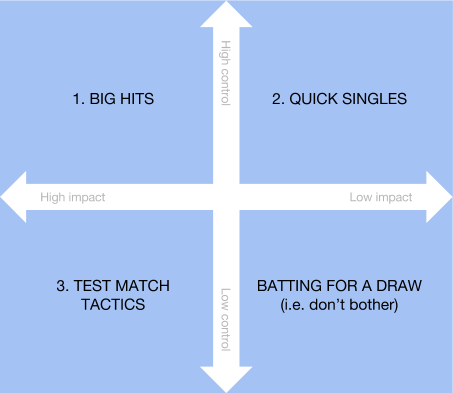 High control
1. BIG HITS
2. QUICK SINGLES
High impact
Low impact
3. TEST MATCH
TACTICS
BATTING FOR A DRAW
(i.e. don't bother)
Low control